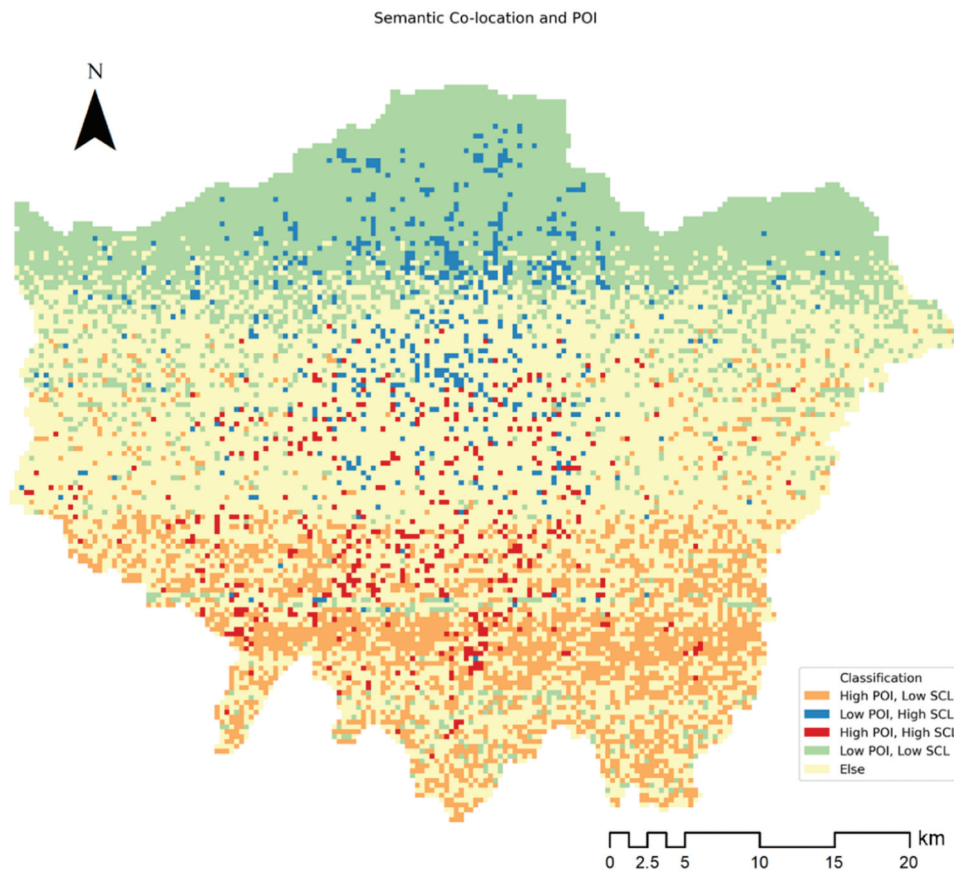 Semantic Co-location and POI
N
Classification
High POI, Low SCL
Low POI, High SCL
High POI, High SCL
Low POI, Low SCL
Else
km
0 2.5 5 10 15 20